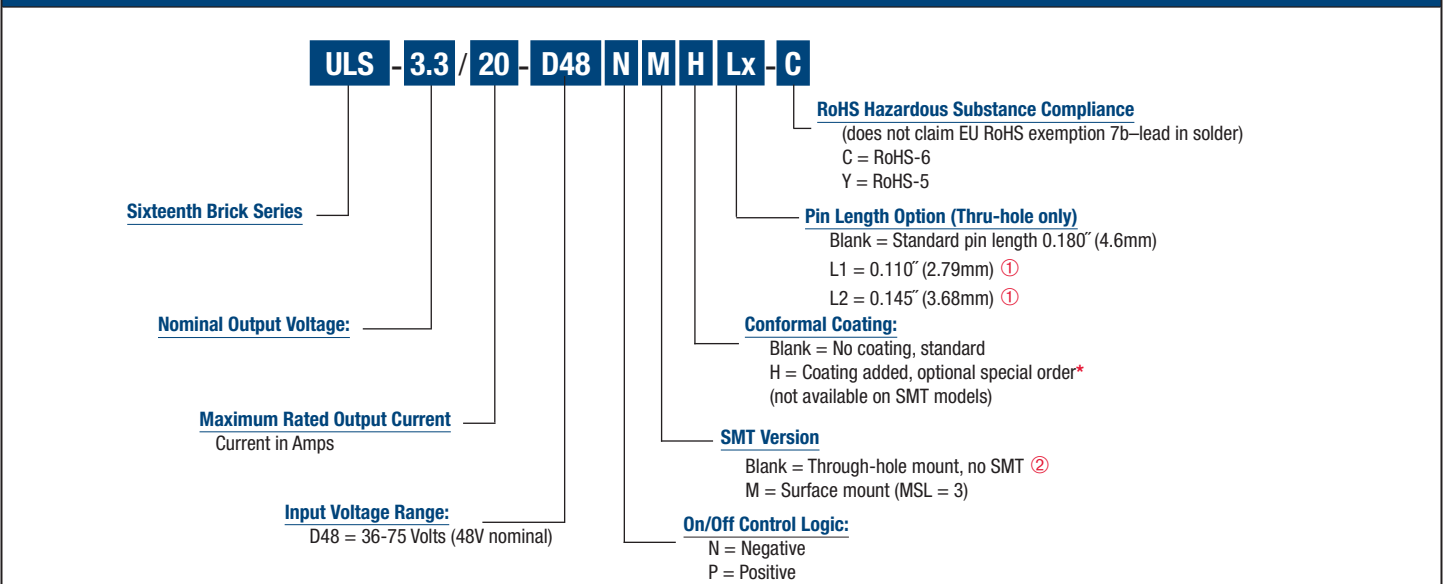 ULS - 3.3 / 20 - D48 N M H Lx - C
RoHS Hazardous Substance Compliance
(does not claim EU RoHS exemption 7b–lead in solder)
C = RoHS-6
Y = RoHS-5
Sixteenth Brick Series
Pin Length Option (Thru-hole only)
Blank = Standard pin length 0.180˝ (4.6mm)
L1 = 0.110˝ (2.79mm) ①
L2 = 0.145˝ (3.68mm) ①
Nominal Output Voltage:
Conformal Coating:
Blank = No coating, standard
H = Coating added, optional special order*
(not available on SMT models)
Maximum Rated Output Current
Current in Amps
SMT Version
Blank = Through-hole mount, no SMT ②
M = Surface mount (MSL = 3)
Input Voltage Range:
D48 = 36-75 Volts (48V nominal)
On/Off Control Logic:
N = Negative
P = Positive